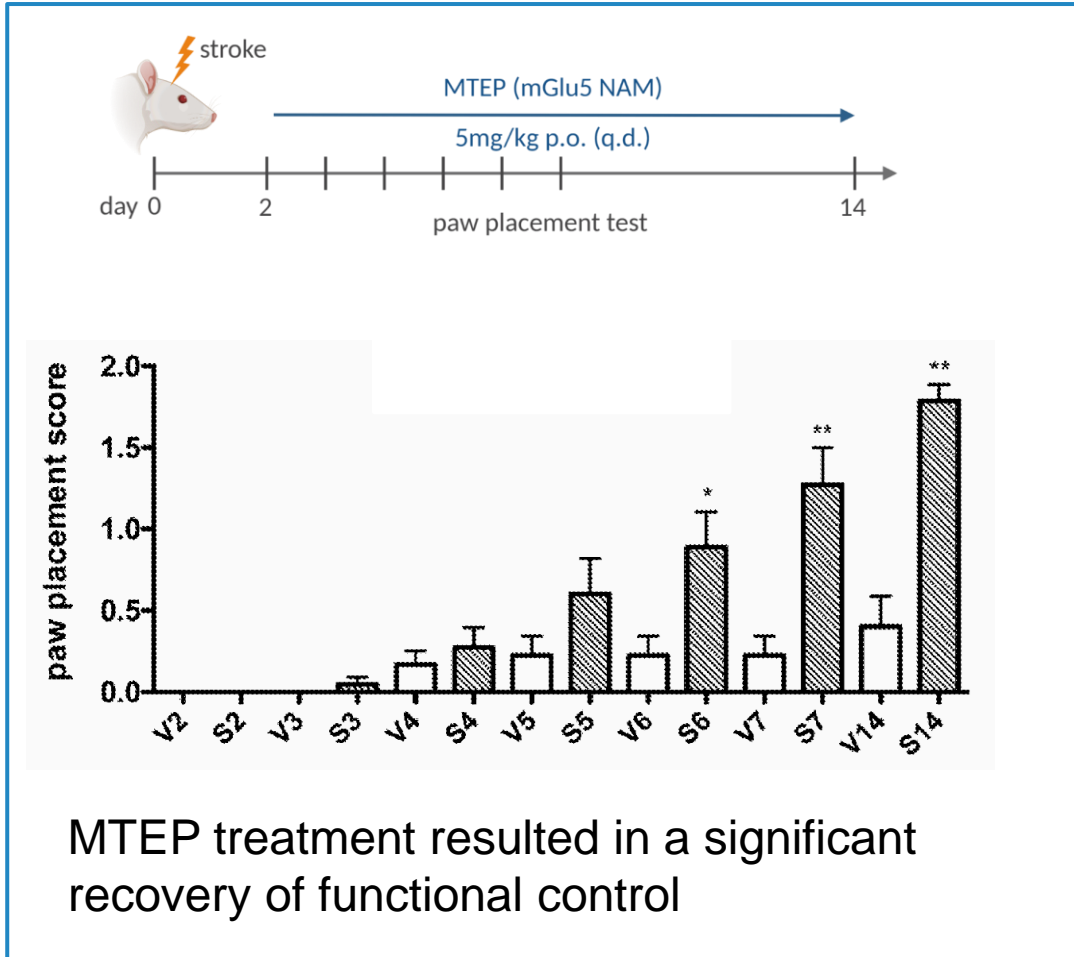 stroke
MTEP (mGlu5 NAM)
5mg/kg p.o. (q.d.)
day 0 2 14
paw placement test
paw placement score
2.0
1.5
1.0
0.5
0.0
* ** **
V2 S2 V3 S3 V4 S4 V5 S5 V6 S6 V7 S7 V14 S14
MTEP treatment resulted in a significant
recovery of functional control